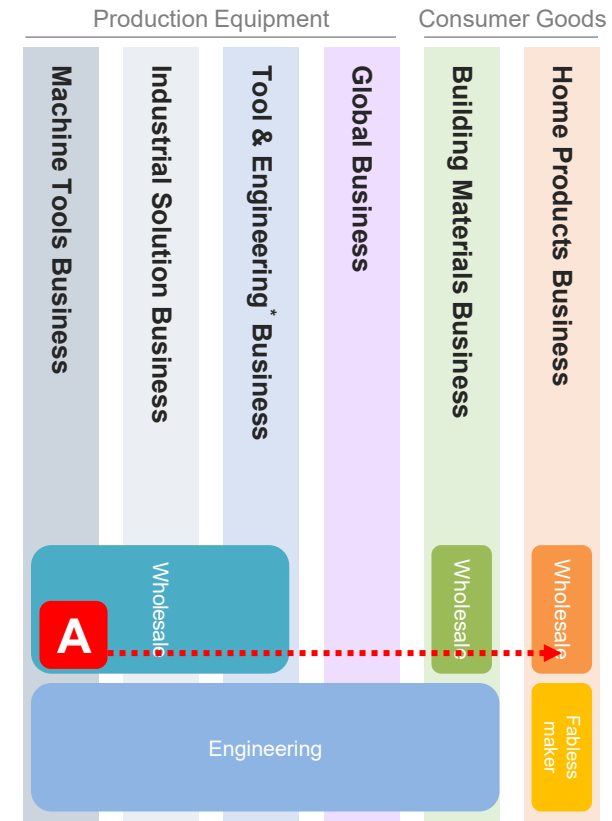 Production Equipment
Consumer Goods
Machine Tools Business
Industrial Solution Business
Tool & Engineering* Business
Global Business
Building Materials Business
Home Products Business
Wholesale
Wholesale
Wholesale
A
Engineering
Fabless
maker